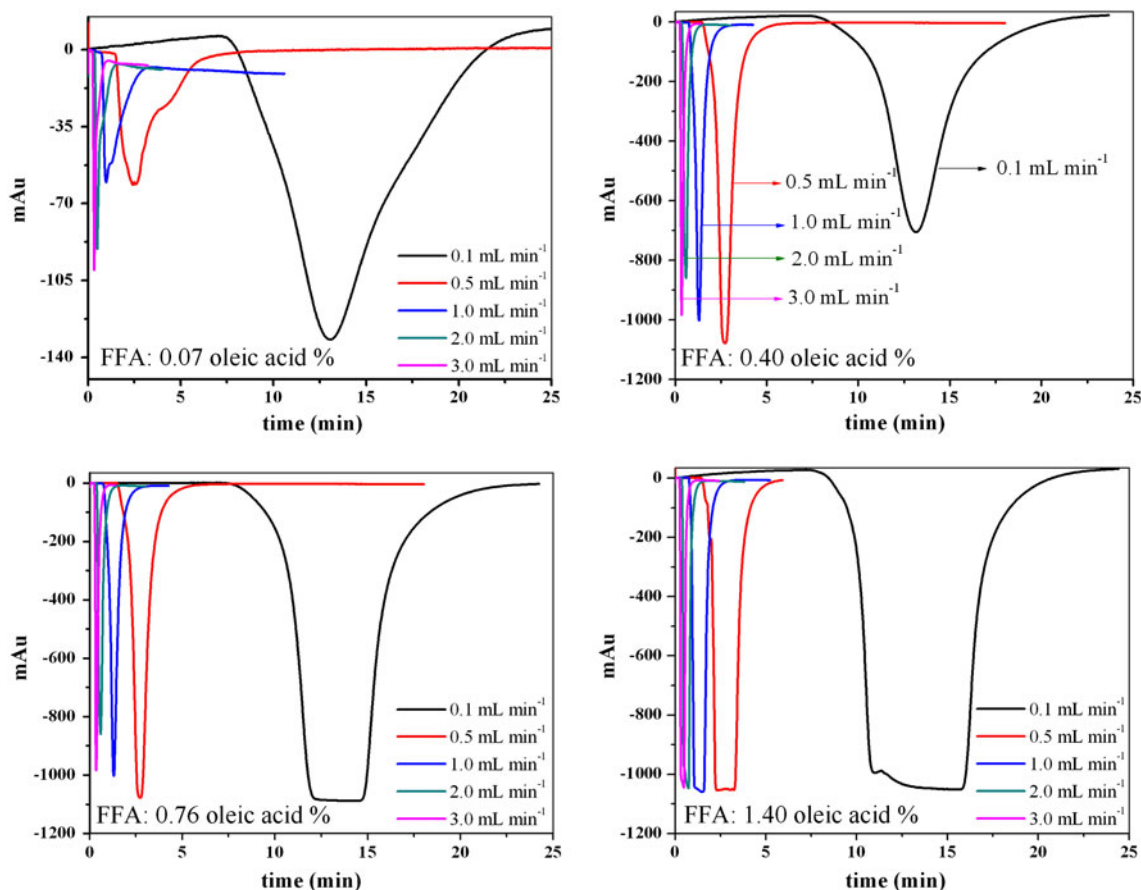 0
-35
-70
-105
-140
mAu
0.1 mL min⁻¹
0.5 mL min⁻¹
1.0 mL min⁻¹
2.0 mL min⁻¹
3.0 mL min⁻¹
FFA: 0.07 oleic acid %
0 5 10 15 20 25
time (min)
0
-200
-400
-600
-800
-1000
-1200
mAu
0.1 mL min⁻¹
0.5 mL min⁻¹
1.0 mL min⁻¹
2.0 mL min⁻¹
3.0 mL min⁻¹
FFA: 0.40 oleic acid %
0 5 10 15 20 25
time (min)
0
-200
-400
-600
-800
-1000
-1200
mAu
0.1 mL min⁻¹
0.5 mL min⁻¹
1.0 mL min⁻¹
2.0 mL min⁻¹
3.0 mL min⁻¹
FFA: 0.76 oleic acid %
0 5 10 15 20 25
time (min)
0
-200
-400
-600
-800
-1000
-1200
mAu
0.1 mL min⁻¹
0.5 mL min⁻¹
1.0 mL min⁻¹
2.0 mL min⁻¹
3.0 mL min⁻¹
FFA: 1.40 oleic acid %
0 5 10 15 20 25
time (min)